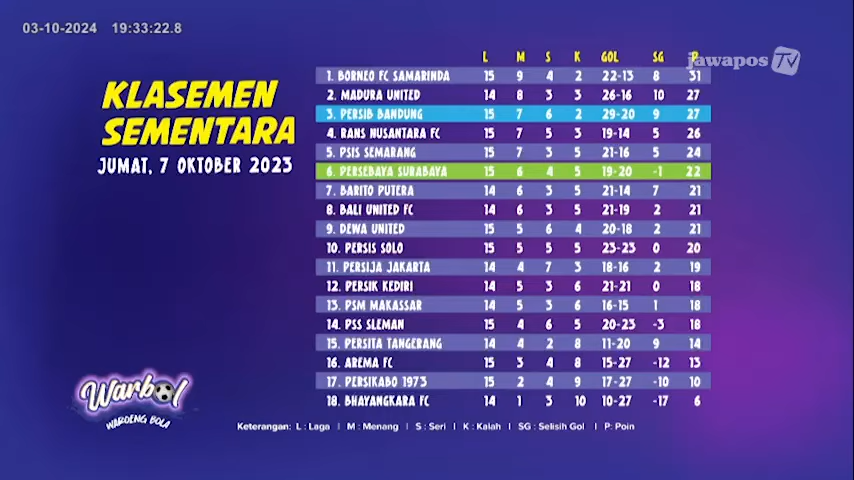 03-10-2024 19:33:22.8
jawapos TV
KLASEMEN
SEMENTARA
JUMAT, 7 OKTOBER 2023
L M S K GOL SG P
1. BORNEO FC SAMARINDA 15 9 4 2 22-13 8 31
2. MADURA UNITED 14 8 3 3 26-16 10 27
3. PERSIB BANDUNG 15 7 6 2 29-20 9 27
4. RANS NUSANTARA FC 15 7 5 3 19-14 5 26
5. PSIS SEMARANG 15 7 3 5 21-16 5 24
6. PERSEBAYA SURABAYA 15 6 4 5 19-20 -1 22
7. BARITO PUTERA 14 6 3 5 21-14 7 21
8. BALI UNITED FC 14 6 3 5 21-19 2 21
9. DEWA UNITED 15 5 6 4 20-18 2 21
10. PERSIS SOLO 15 5 5 5 23-23 0 20
11. PERSIJA JAKARTA 14 4 7 3 18-16 2 19
12. PERSIK KEDIRI 14 5 3 6 21-21 0 18
13. PSM MAKASSAR 14 5 3 6 16-15 1 18
14. PSS SLEMAN 15 4 6 5 20-23 -3 18
15. PERSITA TANGERANG 14 4 2 8 11-20 9 14
16. AREMA FC 15 3 4 8 15-27 -12 13
17. PERSIKABO 1973 15 2 4 9 17-27 -10 10
18. BHAYANGKARA FC 14 1 3 10 10-27 -17 6
Warbol
WAROENG BOLA
Keterangan: L : Laga | M : Menang | S : Seri | K : Kalah | SG : Selisih Gol | P: Poin